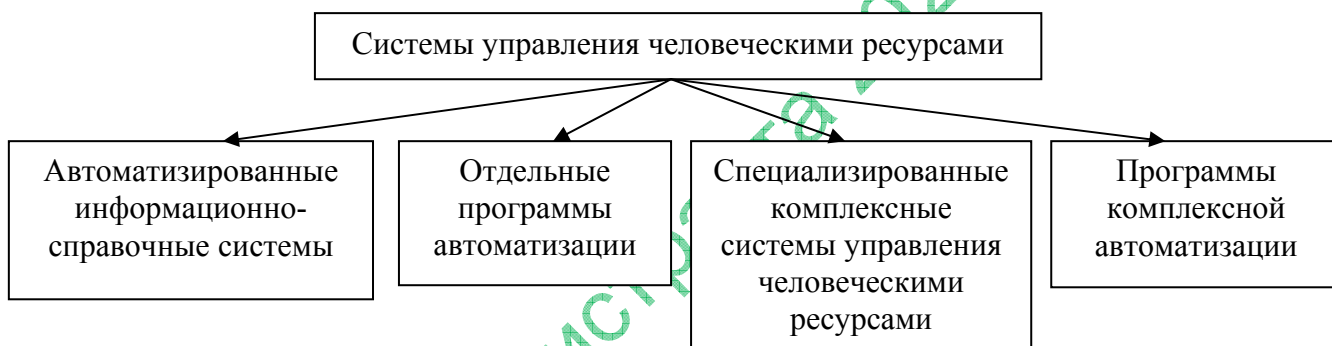 Системы управления человеческими ресурсами
Автоматизированные
информационно-
справочные системы
Отдельные
программы
автоматизации
Специализированные
комплексные
системы управления
человеческими
ресурсами
Программы
комплексной
автоматизации